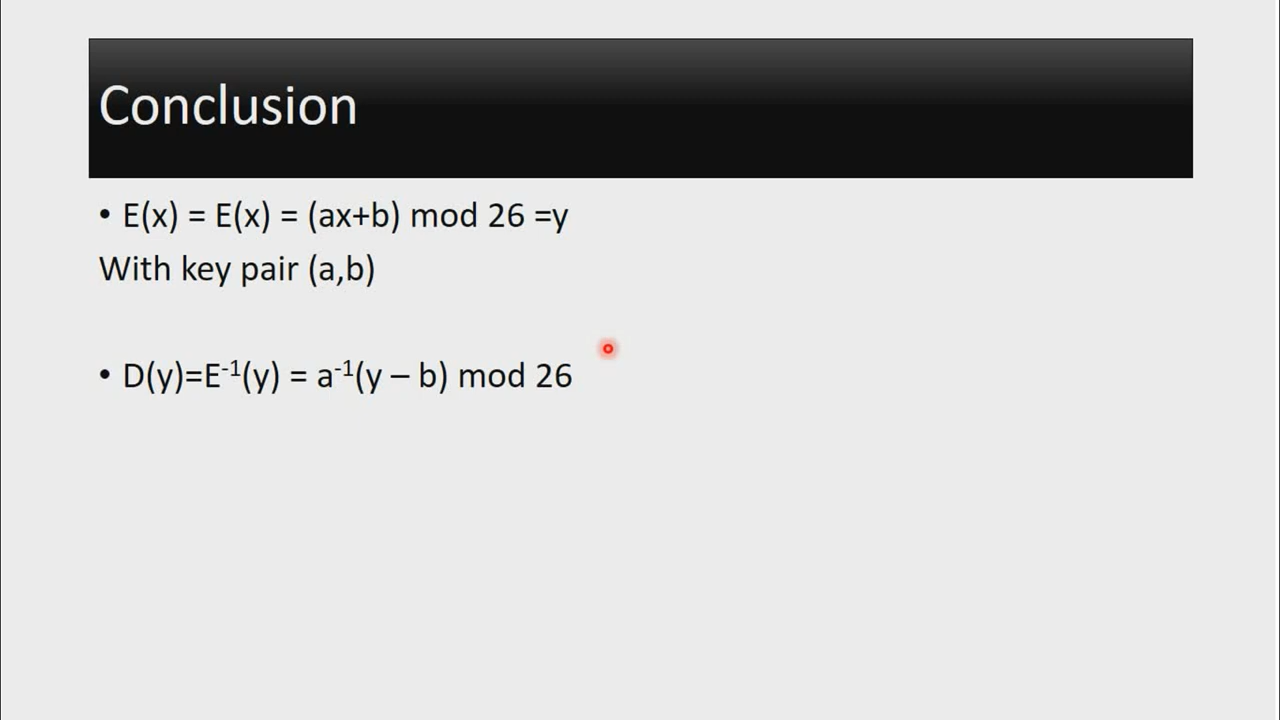 Conclusion
• E(x) = E(x) = (ax+b) mod 26 =y
With key pair (a,b)
• D(y)=E⁻¹(y) = a⁻¹(y – b) mod 26